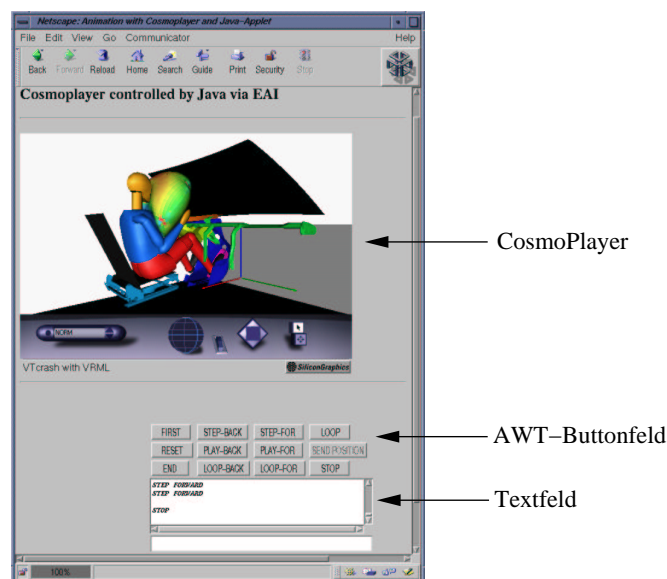 Netscape: Animation with Cosmoplayer and Java-Applet
File Edit View Go Communicator Help
Back Forward Reload Home Search Guide Print Security Stop
Cosmoplayer controlled by Java via EAI
CosmoPlayer
NORM
VTcrash with VRML
SiliconGraphics
FIRST STEP-BACK STEP-FOR LOOP
AWT-Buttonfeld
RESET PLAY-BACK PLAY-FOR SEND POSITION
END LOOP-BACK LOOP-FOR STOP
STEP FORWARD
STEP FORWARD
Textfeld
STOP
100%